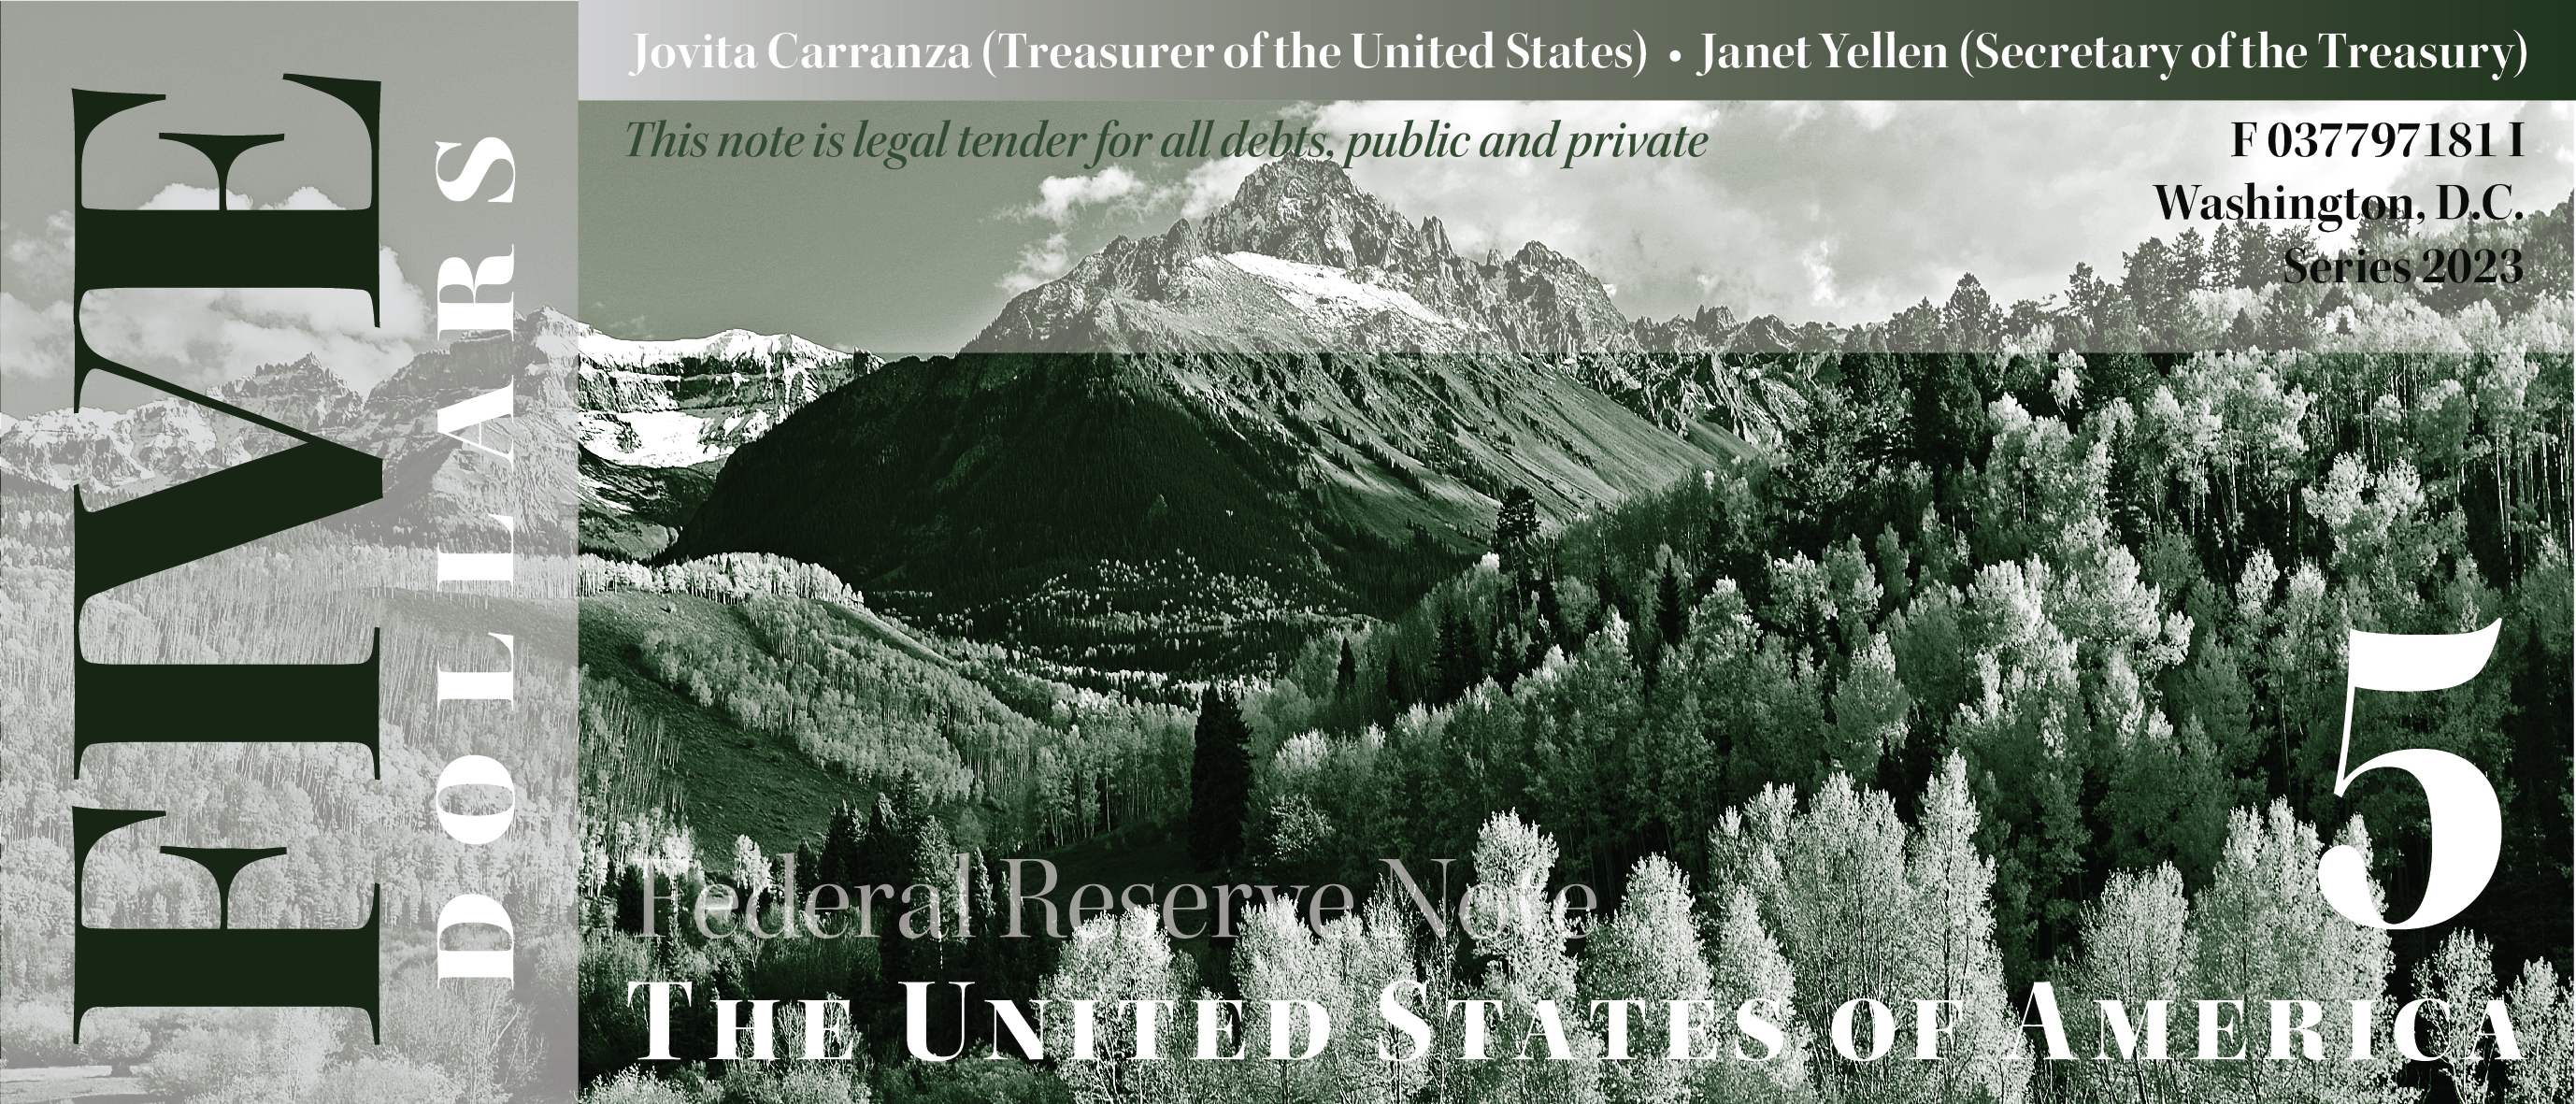 FIVE
DOLLARS
Jovita Carranza (Treasurer of the United States) • Janet Yellen (Secretary of the Treasury)
This note is legal tender for all debts, public and private
F 037797181 I
Washington, D.C.
Series 2023
5
Federal Reserve Note
THE UNITED STATES OF AMERICA